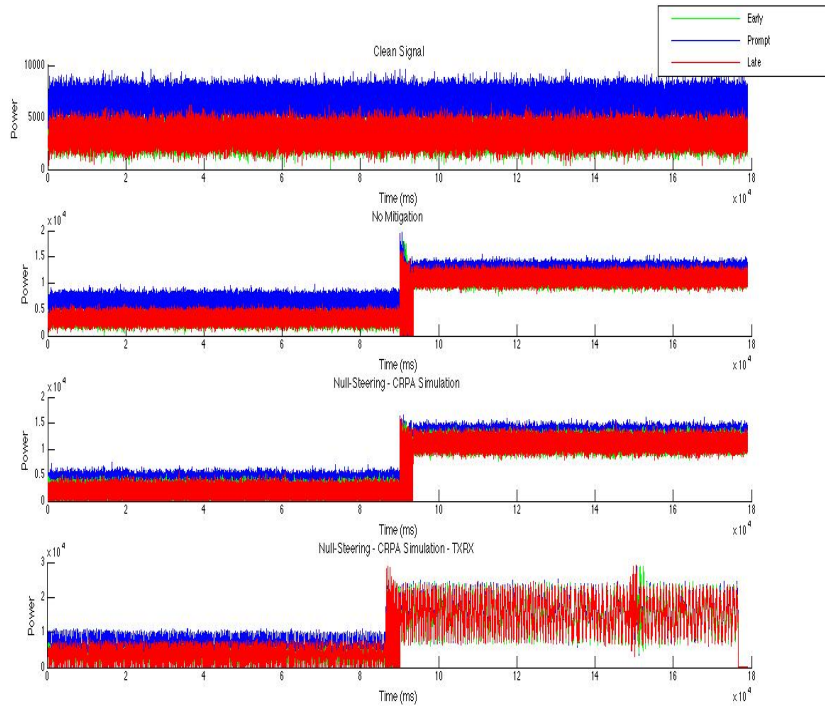 Early
Prompt
Late
Clean Signal
10000
5000
0
Power
0 2 4 6 8 10 12 14 16 18
Time (ms)
x 10^4
No Mitigation
x 10^4
2
1.5
1
0.5
0
Power
0 2 4 6 8 10 12 14 16 18
Time (ms)
x 10^4
Null-Steering - CRPA Simulation
x 10^4
2
1.5
1
0.5
0
Power
0 2 4 6 8 10 12 14 16 18
Time (ms)
x 10^4
Null-Steering - CRPA Simulation - TXRX
x 10^4
3
2
1
0
Power
0 2 4 6 8 10 12 14 16 18
Time (ms)
x 10^4